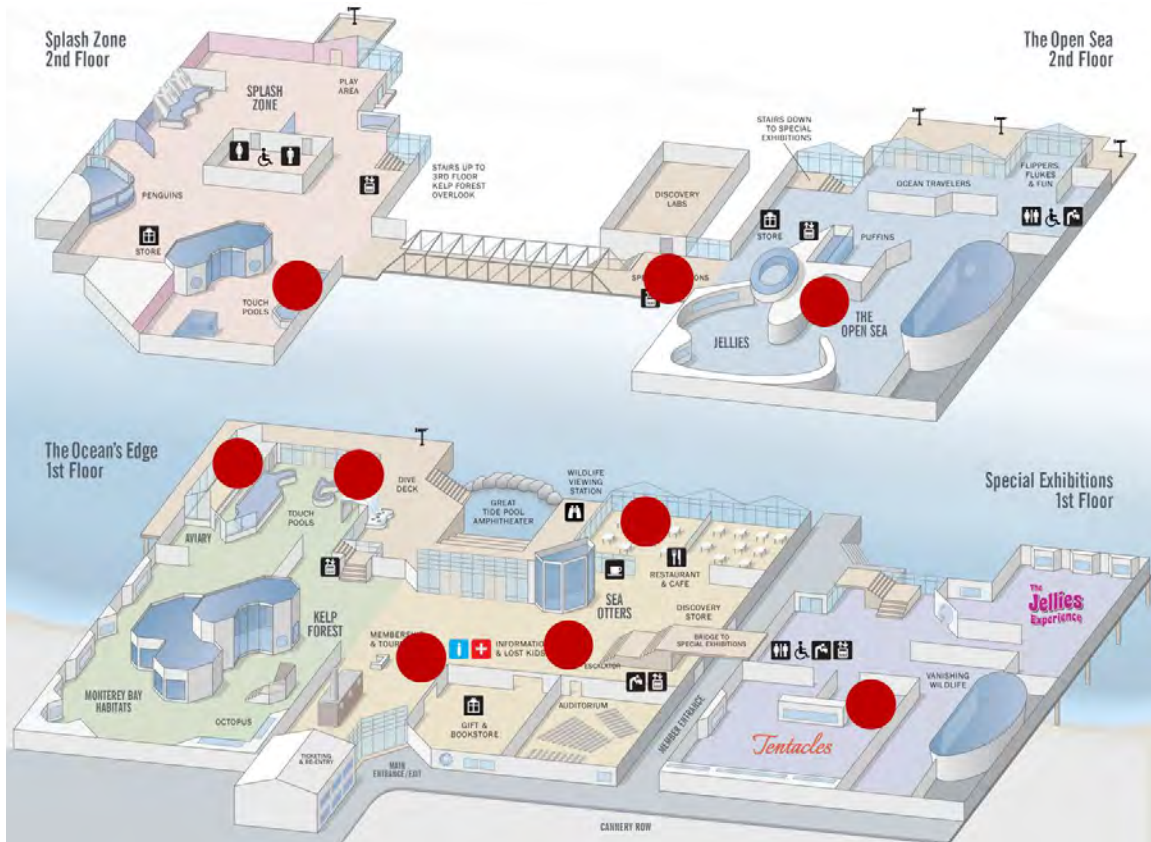 Splash Zone
2nd Floor
The Open Sea
2nd Floor
PLAY
AREA
SPLASH
ZONE
STAIRS DOWN
TO SPECIAL
EXHIBITIONS
STAIRS UP TO
3RD FLOOR
KELP FOREST
OVERLOOK
PENGUINS
STORE
TOUCH
POOLS
DISCOVERY
LABS
OCEAN TRAVELERS
FLIPPERS,
FLUKES
& FUN
STORE
PUFFINS
JELLIES
THE
OPEN SEA
The Ocean's Edge
1st Floor
Special Exhibitions
1st Floor
DIVE
DECK
WILDLIFE
VIEWING
STATION
GREAT
TIDE POOL
AMPHITHEATER
TOUCH
POOLS
AVIARY
RESTAURANT
& CAFE
SEA
OTTERS
KELP
FOREST
DISCOVERY
STORE
The
Jellies
Experience
BRIDGE TO
SPECIAL EXHIBITIONS
i
& LOST KIDS
MONTEREY BAY
HABITATS
OCTOPUS
GIFT &
BOOKSTORE
AUDITORIUM
MEMBER ENTRANCE
VANISHING
WILDLIFE
Tentacles
TICKETING
& RE-ENTRY
MAIN
ENTRANCE/EXIT
CANNERY ROW